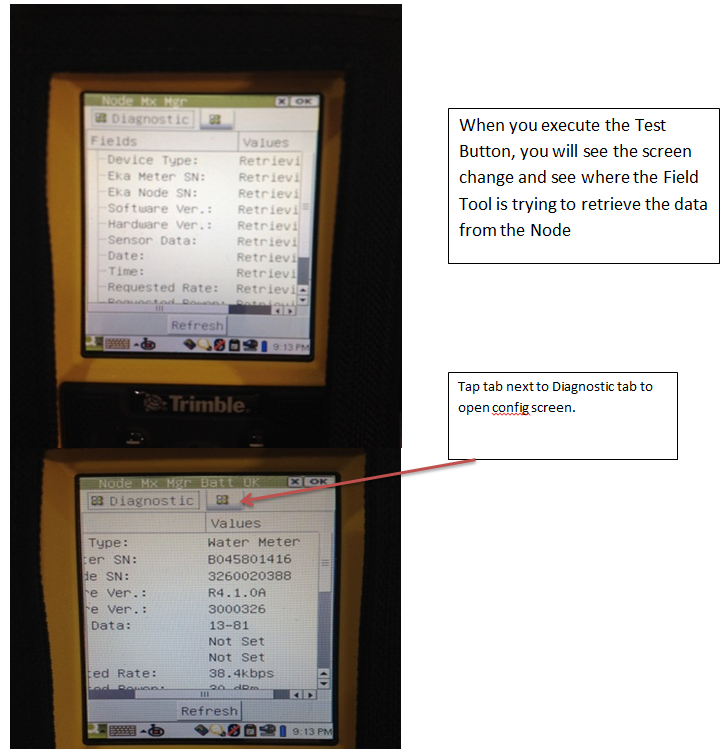 Node Mx Mgr
OK
Diagnostic
Fields Values
Device Type: Retrievi
Eka Meter SN: Retrievi
Eka Node SN: Retrievi
Software Ver.: Retrievi
Hardware Ver.: Retrievi
Sensor Data: Retrievi
Date: Retrievi
Time: Retrievi
Requested Rate: Retrievi
Refresh
9:13 PM
Trimble
When you execute the Test
Button, you will see the screen
change and see where the Field
Tool is trying to retrieve the data
from the Node
Tap tab next to Diagnostic tab to
open config screen.
Node Mx Mgr Batt OK
OK
Diagnostic
Values
Type: Water Meter
ter SN: B045801416
de SN: 3260020388
re Ver.: R4.1.0A
re Ver.: 3000326
Data: 13-81
Not Set
Not Set
ted Rate: 38.4kbps
Refresh
9:13 PM